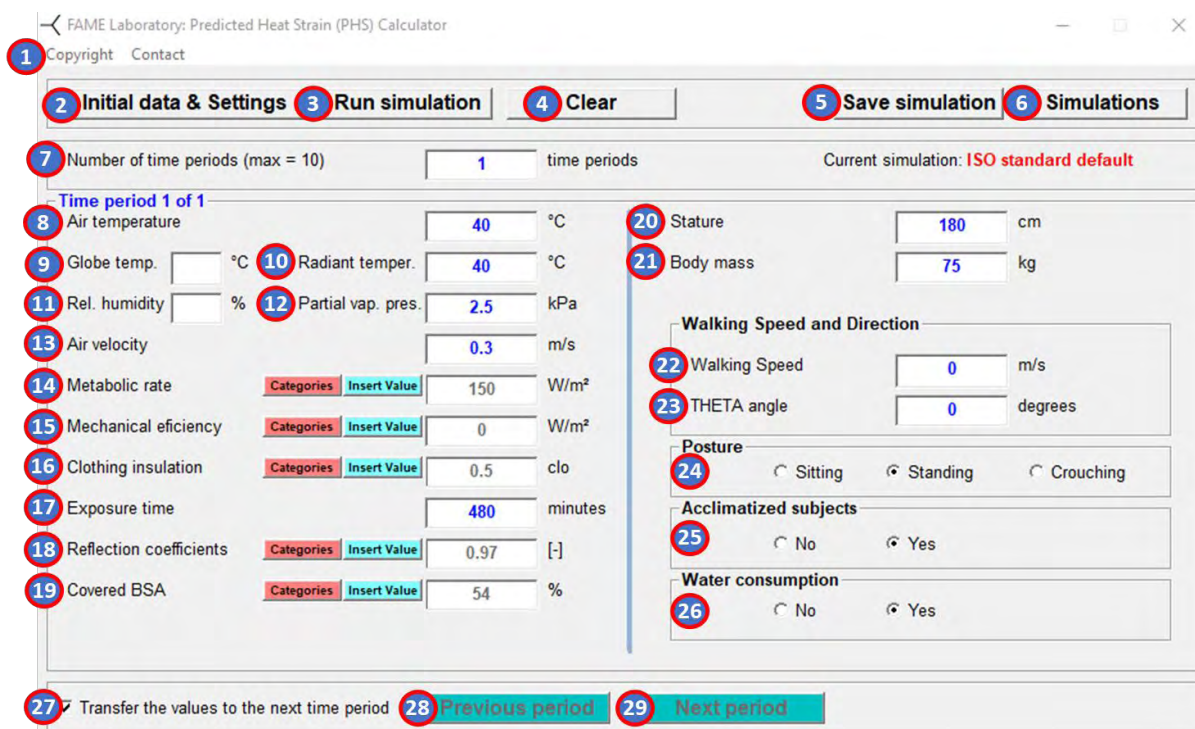 FAME Laboratory: Predicted Heat Strain (PHS) Calculator
1 Copyright Contact
2 Initial data & Settings 3 Run simulation 4 Clear 5 Save simulation 6 Simulations
7 Number of time periods (max = 10) 1 time periods Current simulation: ISO standard default
Time period 1 of 1
8 Air temperature 40 °C
9 Globe temp. °C 10 Radiant temper. 40 °C
11 Rel. humidity % 12 Partial vap. pres. 2.5 kPa
13 Air velocity 0.3 m/s
14 Metabolic rate Categories Insert Value 150 W/m²
15 Mechanical eficiency Categories Insert Value 0 W/m²
16 Clothing insulation Categories Insert Value 0.5 clo
17 Exposure time 480 minutes
18 Reflection coefficients Categories Insert Value 0.97 [-]
19 Covered BSA Categories Insert Value 54 %
20 Stature 180 cm
21 Body mass 75 kg
Walking Speed and Direction
22 Walking Speed 0 m/s
23 THETA angle 0 degrees
Posture
24 Sitting Standing Crouching
Acclimatized subjects
25 No Yes
Water consumption
26 No Yes
27 Transfer the values to the next time period 28 Previous period 29 Next period